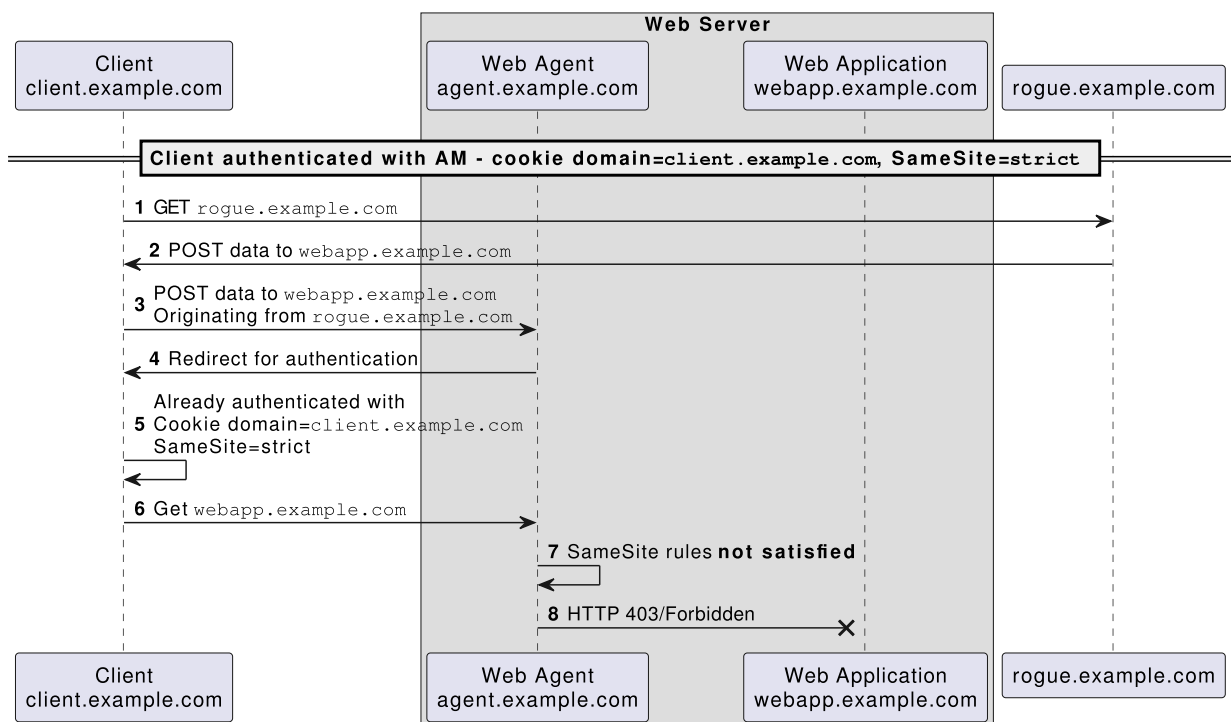 Web Server
Client
client.example.com
Web Agent
agent.example.com
Web Application
webapp.example.com
rogue.example.com
Client authenticated with AM - cookie domain=client.example.com, SameSite=strict
1 GET rogue.example.com
2 POST data to webapp.example.com
3 POST data to webapp.example.com
Originating from rogue.example.com
4 Redirect for authentication
Already authenticated with
5 Cookie domain=client.example.com
SameSite=strict
6 Get webapp.example.com
7 SameSite rules not satisfied
8 HTTP 403/Forbidden
Client
client.example.com
Web Agent
agent.example.com
Web Application
webapp.example.com
rogue.example.com